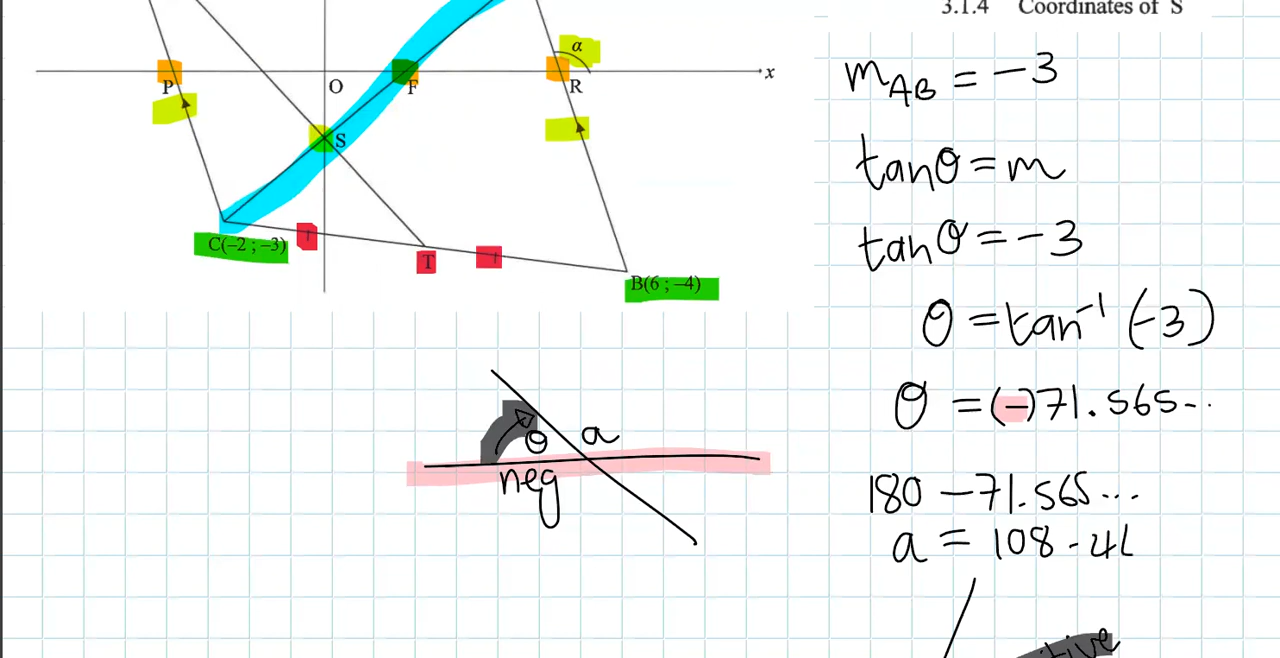 3.1.4 Coordinates of S
α
x
P
O
F
R
S
C(–2 ; –3)
T
B(6 ; –4)
m_AB = -3
tanθ = m
tanθ = -3
θ = tan⁻¹ (-3)
θ = (-)71.565..
180 - 71.565...
a = 108.4
θ
a
neg